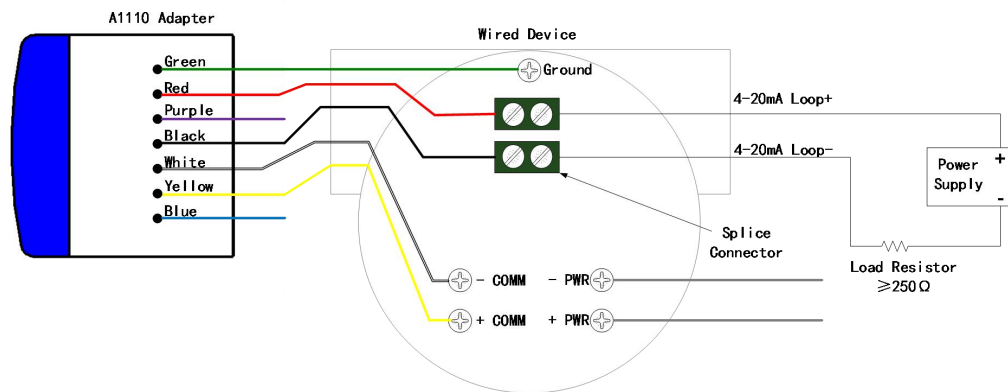 A1110 Adapter
Wired Device
Green
Ground
Red
4-20mA Loop+
Purple
Black
4-20mA Loop-
White
Power
Supply
+
-
Yellow
Blue
Splice
Connector
Load Resistor
≥250Ω
- COMM - PWR
+ COMM + PWR